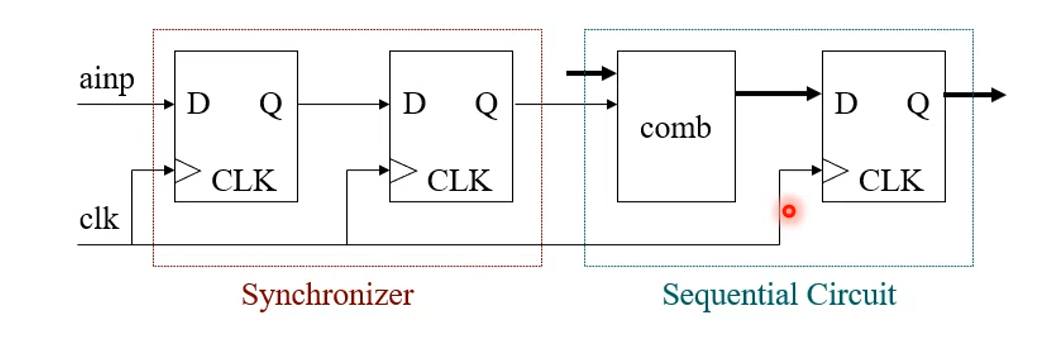 ainp
D Q
CLK
D Q
CLK
comb
D Q
CLK
clk
Synchronizer
Sequential Circuit